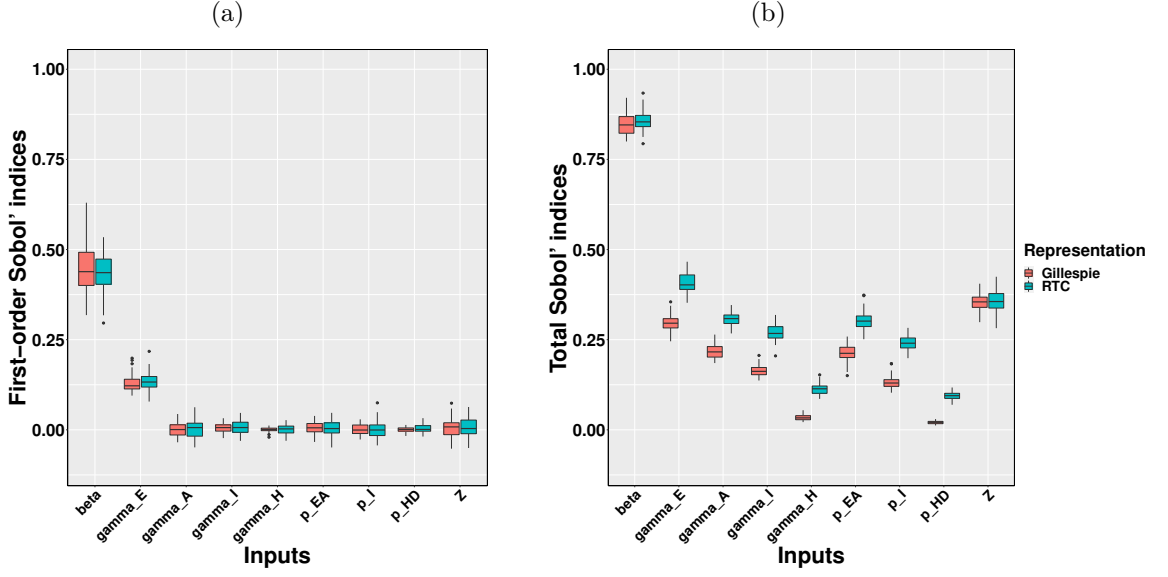 (a)
First−order Sobol' indices
1.00
0.75
0.50
0.25
0.00
beta
gamma_E
gamma_A
gamma_I
gamma_H
p_EA
p_I
p_HD
Z
Inputs
(b)
Total Sobol' indices
1.00
0.75
0.50
0.25
0.00
beta
gamma_E
gamma_A
gamma_I
gamma_H
p_EA
p_I
p_HD
Z
Inputs
Representation
Gillespie
RTC